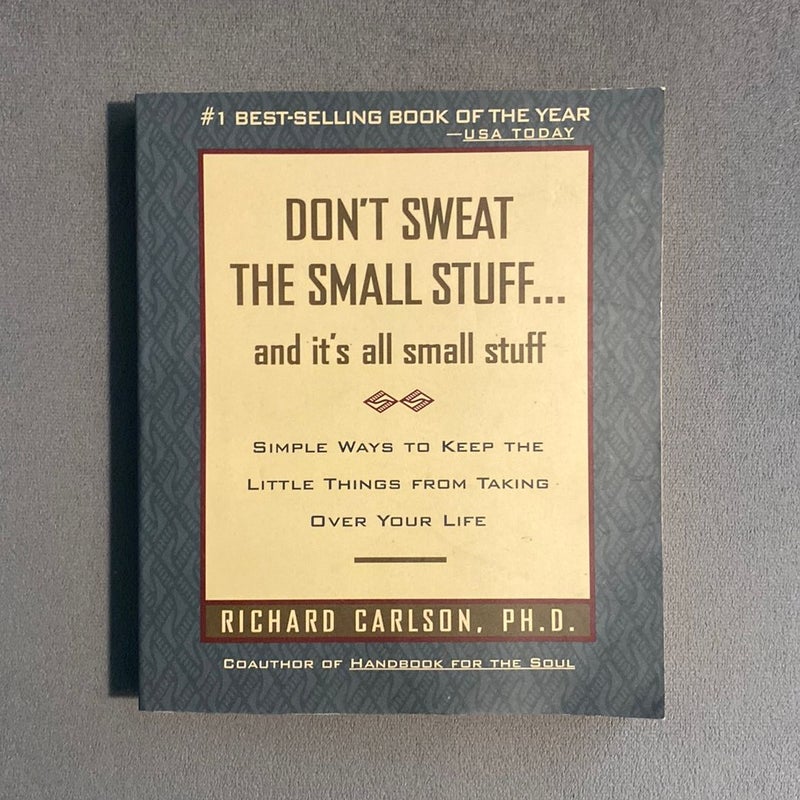 #1 BEST-SELLING BOOK OF THE YEAR
—USA TODAY
DON'T SWEAT
THE SMALL STUFF...
and it's all small stuff
SIMPLE WAYS TO KEEP THE
LITTLE THINGS FROM TAKING
OVER YOUR LIFE
RICHARD CARLSON, PH.D.
COAUTHOR OF HANDBOOK FOR THE SOUL